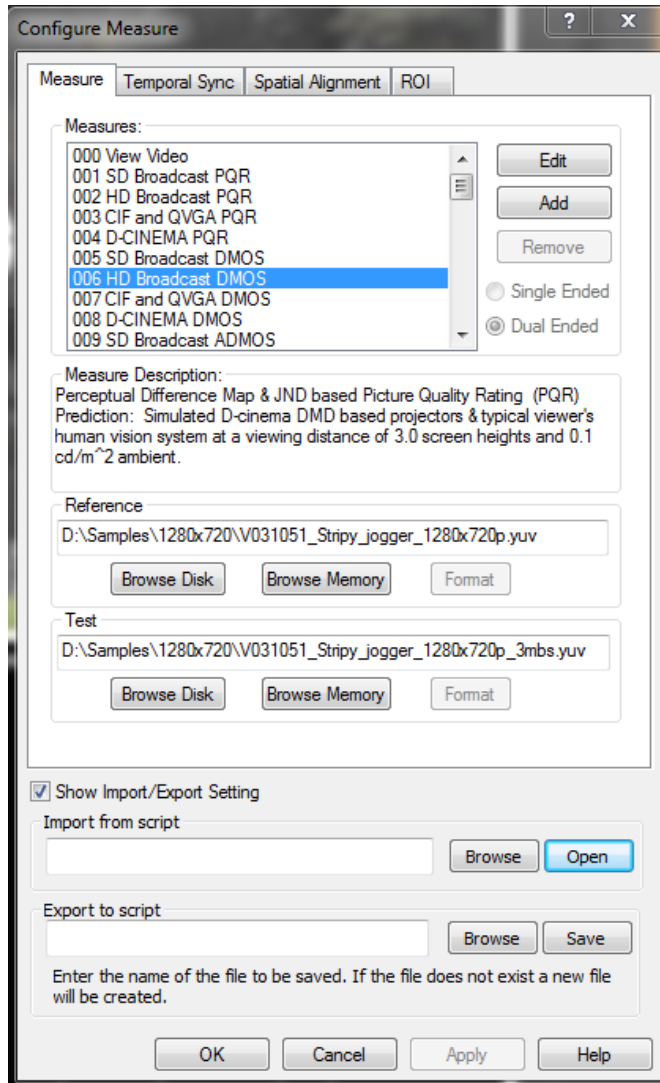 Configure Measure
? X
Measure Temporal Sync Spatial Alignment ROI
Measures:
000 View Video
001 SD Broadcast PQR
002 HD Broadcast PQR
003 CIF and QVGA PQR
004 D-CINEMA PQR
005 SD Broadcast DMOS
006 HD Broadcast DMOS
007 CIF and QVGA DMOS
008 D-CINEMA DMOS
009 SD Broadcast ADMOS
Edit
Add
Remove
Single Ended
Dual Ended
Measure Description:
Perceptual Difference Map & JND based Picture Quality Rating (PQR)
Prediction: Simulated D-cinema DMD based projectors & typical viewer's
human vision system at a viewing distance of 3.0 screen heights and 0.1
cd/m^2 ambient.
Reference
D:\Samples\1280x720\V031051_Stripy_jogger_1280x720p.yuv
Browse Disk Browse Memory Format
Test
D:\Samples\1280x720\V031051_Stripy_jogger_1280x720p_3mbs.yuv
Browse Disk Browse Memory Format
Show Import/Export Setting
Import from script
Browse Open
Export to script
Browse Save
Enter the name of the file to be saved. If the file does not exist a new file
will be created.
OK Cancel Apply Help